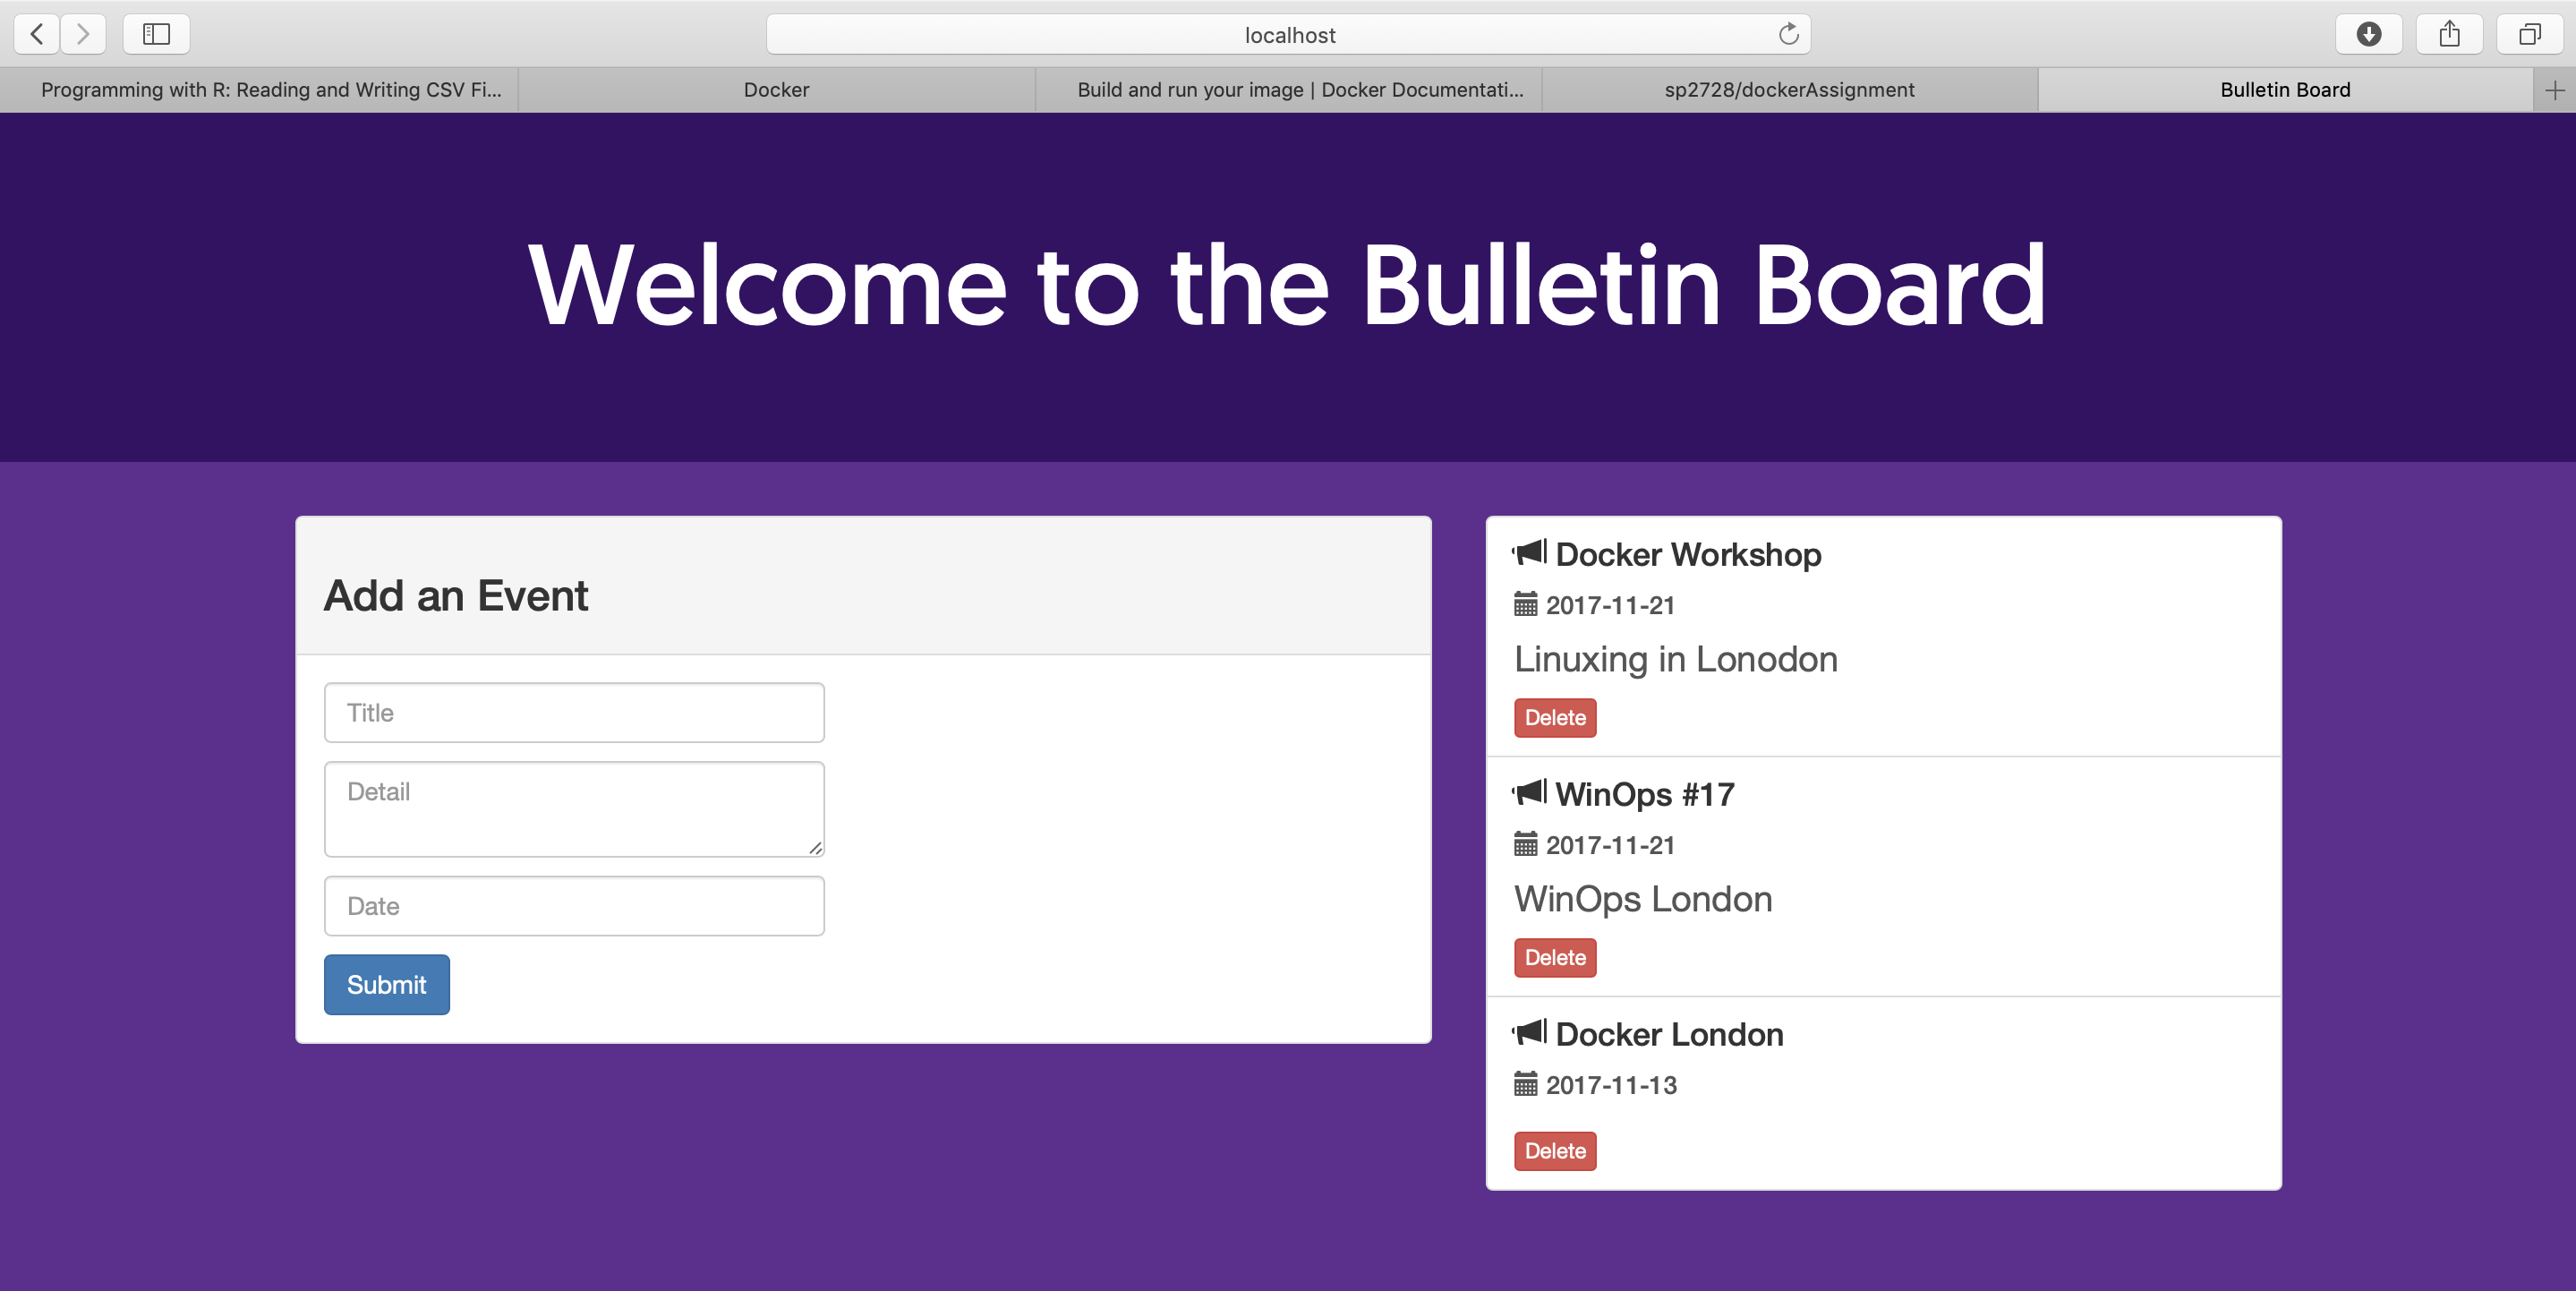 localhost
Programming with R: Reading and Writing CSV Fi...
Docker
Build and run your image | Docker Documentati...
sp2728/dockerAssignment
Bulletin Board
Welcome to the Bulletin Board
Add an Event
Title
Detail
Date
Submit
Docker Workshop
2017-11-21
Linuxing in Lonodon
Delete
WinOps #17
2017-11-21
WinOps London
Delete
Docker London
2017-11-13
Delete